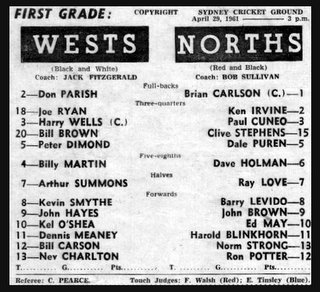 FIRST GRADE: COPYRIGHT SYDNEY CRICKET GROUND
April 29, 1961 — 3 p.m.
WESTS NORTHS
(Black and White) (Red and Black)
Coach: JACK FITZGERALD Coach: BOB SULLIVAN
Full-backs
2—Don PARISH Brian CARLSON (C.)—1
Three-quarters
18—Joe RYAN Ken IRVINE—2
3—Harry WELLS (C.) Paul CUNEO—3
20—Bill BROWN Clive STEPHENS—15
5—Peter DIMOND Dale PUREN—5
Five-eighths
4—Billy MARTIN Dave HOLMAN—6
Halves
7—Arthur SUMMONS Ray LOVE—7
Forwards
8—Kevin SMYTHE Barry LEVIDO—8
9—John HAYES John BROWN—9
10—Kel O'SHEA Ed MAY—10
11—Dennis MEANEY Harold BLINKHORN—11
12—Bill CARSON Norm STRONG—13
13—Nev CHARLTON Ron POTTER—12
T. G. Pts. T. G. Pts.
Referee: C. PEARCE. Touch Judges: F. Walsh (Red); E. Tinsley (Blue).